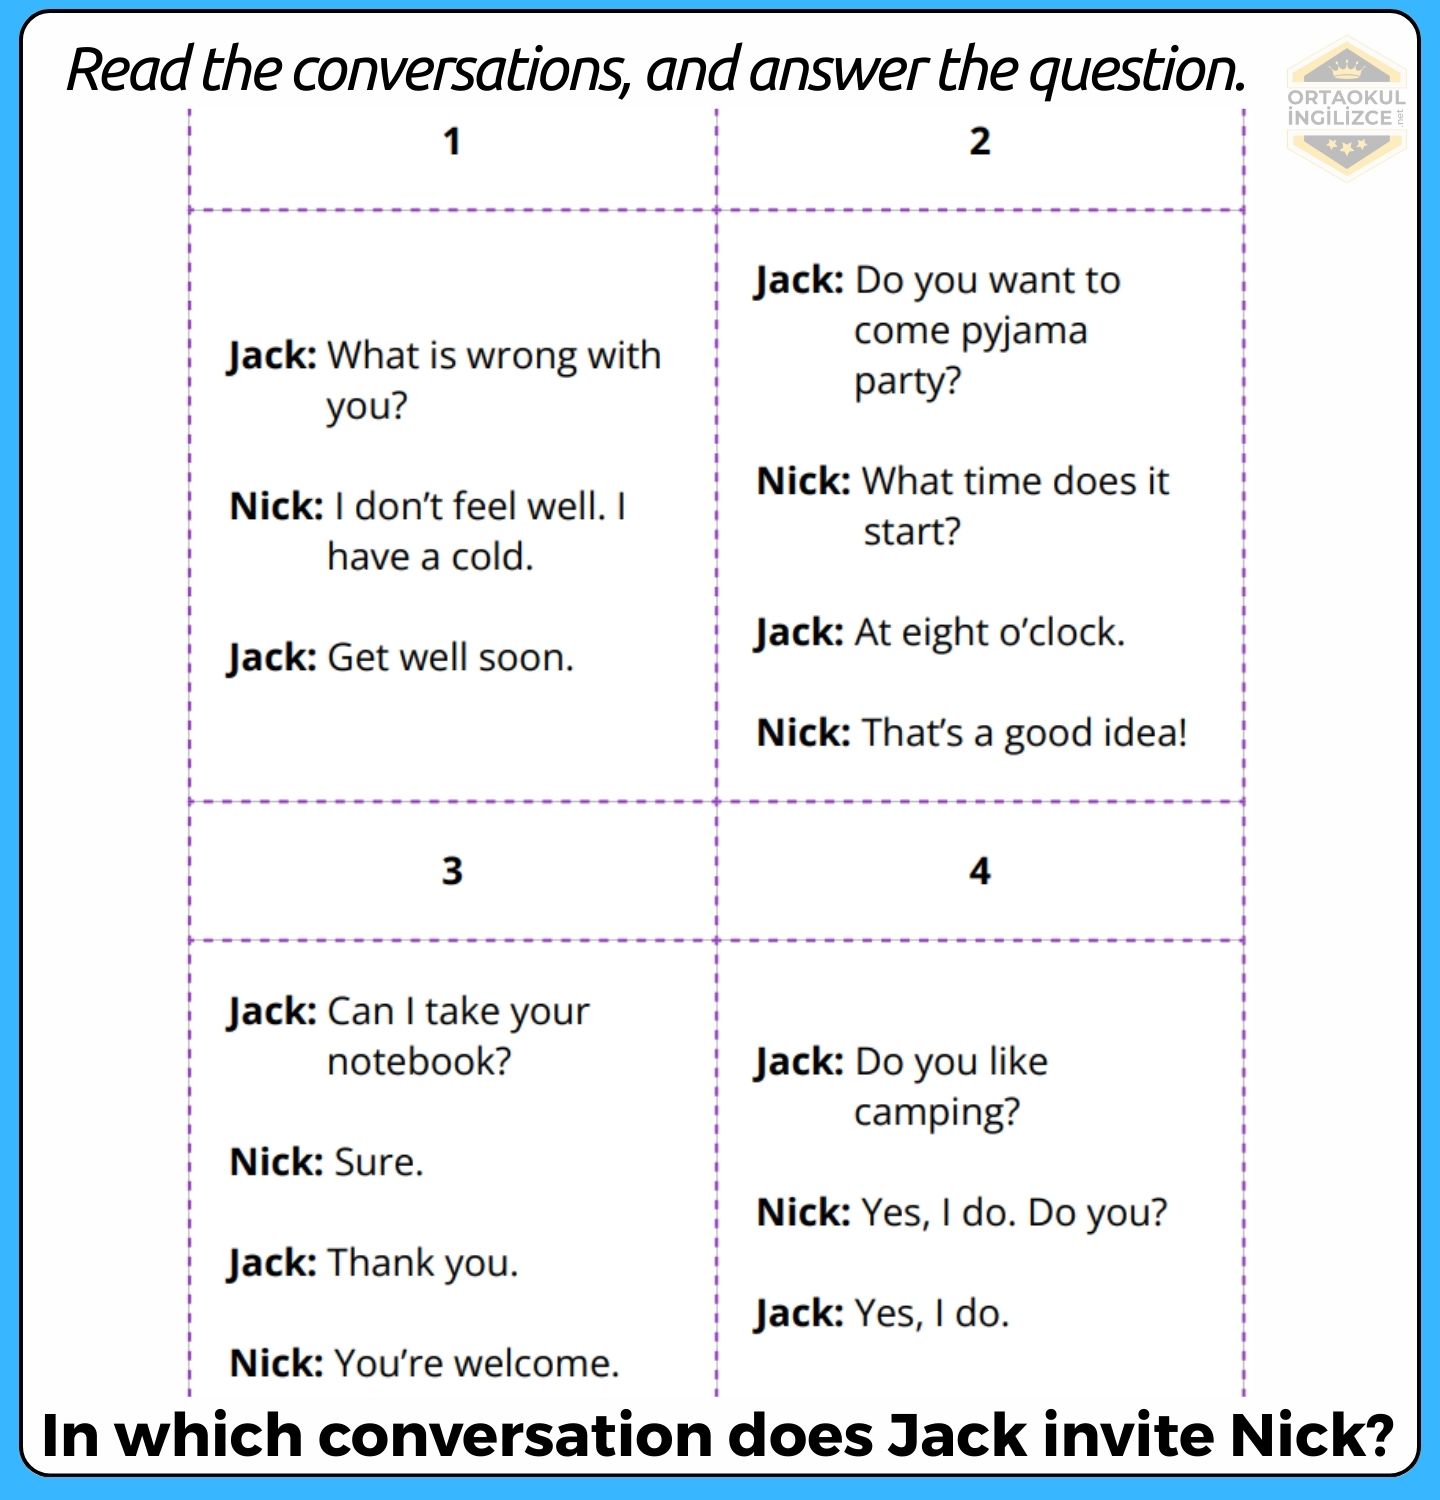 Read the conversations, and answer the question.
ORTAOKUL
İNGİLİZCE
.net
1
Jack: What is wrong with
you?
Nick: I don't feel well. I
have a cold.
Jack: Get well soon.
2
Jack: Do you want to
come pyjama
party?
Nick: What time does it
start?
Jack: At eight o'clock.
Nick: That's a good idea!
3
Jack: Can I take your
notebook?
Nick: Sure.
Jack: Thank you.
Nick: You're welcome.
4
Jack: Do you like
camping?
Nick: Yes, I do. Do you?
Jack: Yes, I do.
In which conversation does Jack invite Nick?